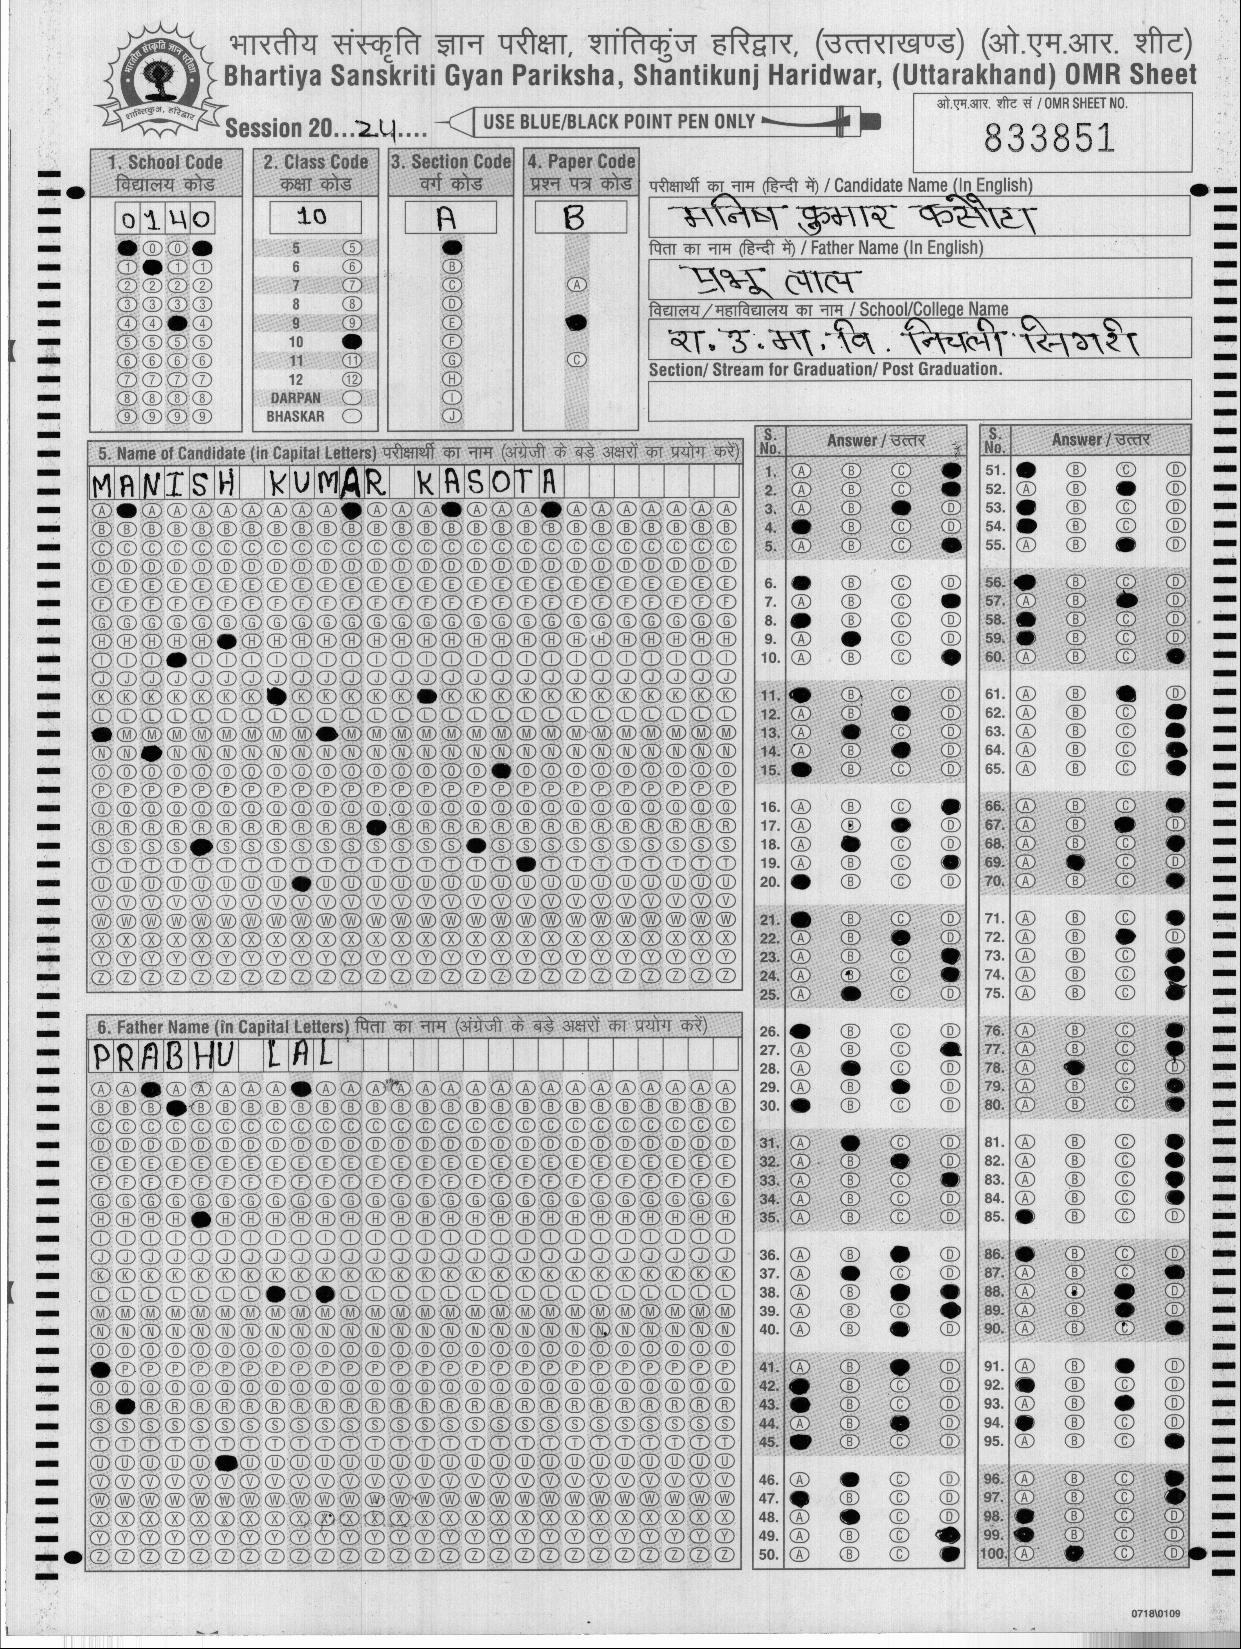 भारतीय संस्कृति ज्ञान परीक्षा, शांतिकुंज हरिद्वार, (उत्तराखण्ड) (ओ.एम.आर. शीट)
Bhartiya Sanskriti Gyan Pariksha, Shantikunj Haridwar, (Uttarakhand) OMR Sheet
Session 20...24.... USE BLUE/BLACK POINT PEN ONLY
ओ.एम.आर. शीट सं / OMR SHEET NO.
833851
1. School Code
विद्यालय कोड
0140
2. Class Code
कक्षा कोड
10
5
6
7
8
9
10
11
12
DARPAN
BHASKAR
3. Section Code
वर्ग कोड
A
4. Paper Code
प्रश्न पत्र कोड
B
परीक्षार्थी का नाम (हिन्दी में) / Candidate Name (In English)
मनिष कुमार कसौटा
पिता का नाम (हिन्दी में) / Father Name (In English)
प्रभू लाल
विद्यालय / महाविद्यालय का नाम / School/College Name
रा.उ.मा.वि. निचली सिगरी
Section/ Stream for Graduation/ Post Graduation.
5. Name of Candidate (in Capital Letters) परीक्षार्थी का नाम (अंग्रेजी के बड़े अक्षरों का प्रयोग करें)
MANISH KUMAR KASOTA
6. Father Name (in Capital Letters) पिता का नाम (अंग्रेजी के बड़े अक्षरों का प्रयोग करें)
PRABHU LAL
S. No. Answer / उत्तर
S. No. Answer / उत्तर
0718\0109